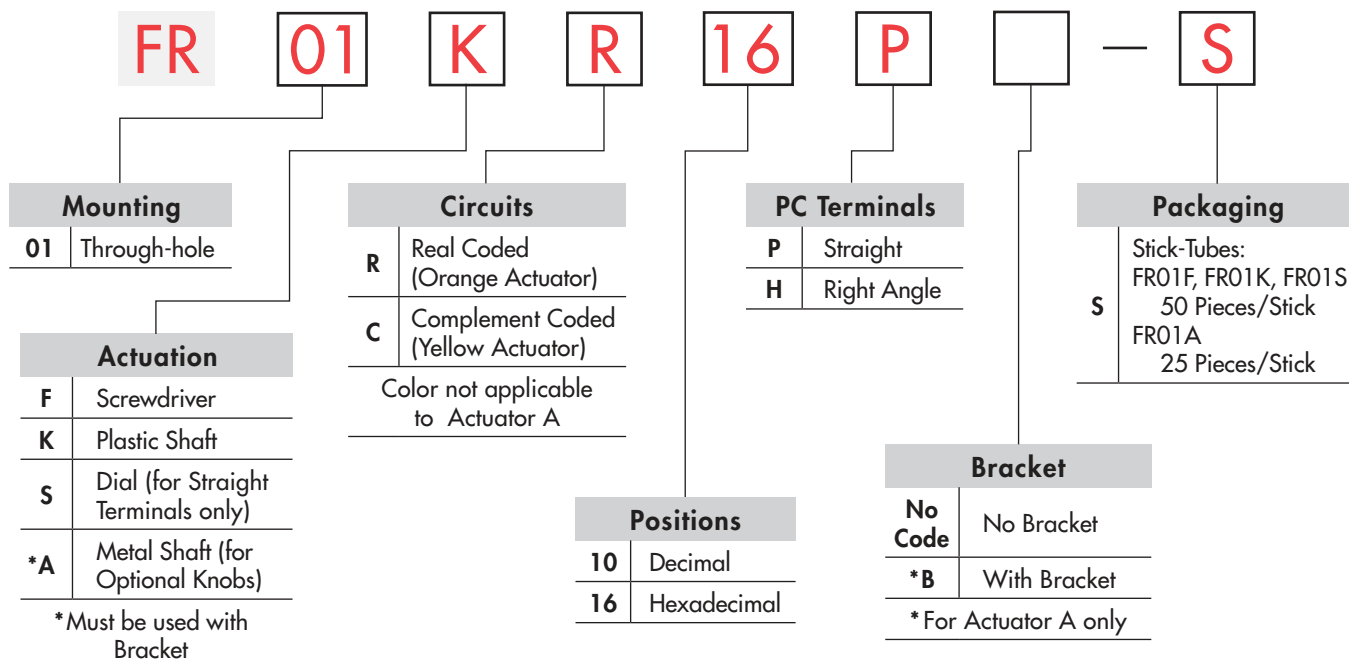 FR 01 K R 16 P — S
Mounting
01 Through-hole
Actuation
F Screwdriver
K Plastic Shaft
S Dial (for Straight
Terminals only)
*A Metal Shaft (for
Optional Knobs)
*Must be used with
Bracket
Circuits
R Real Coded
(Orange Actuator)
C Complement Coded
(Yellow Actuator)
Color not applicable
to Actuator A
Positions
10 Decimal
16 Hexadecimal
PC Terminals
P Straight
H Right Angle
Bracket
No
Code No Bracket
*B With Bracket
*For Actuator A only
Packaging
Stick-Tubes:
FR01F, FR01K, FR01S
S 50 Pieces/Stick
FR01A
25 Pieces/Stick